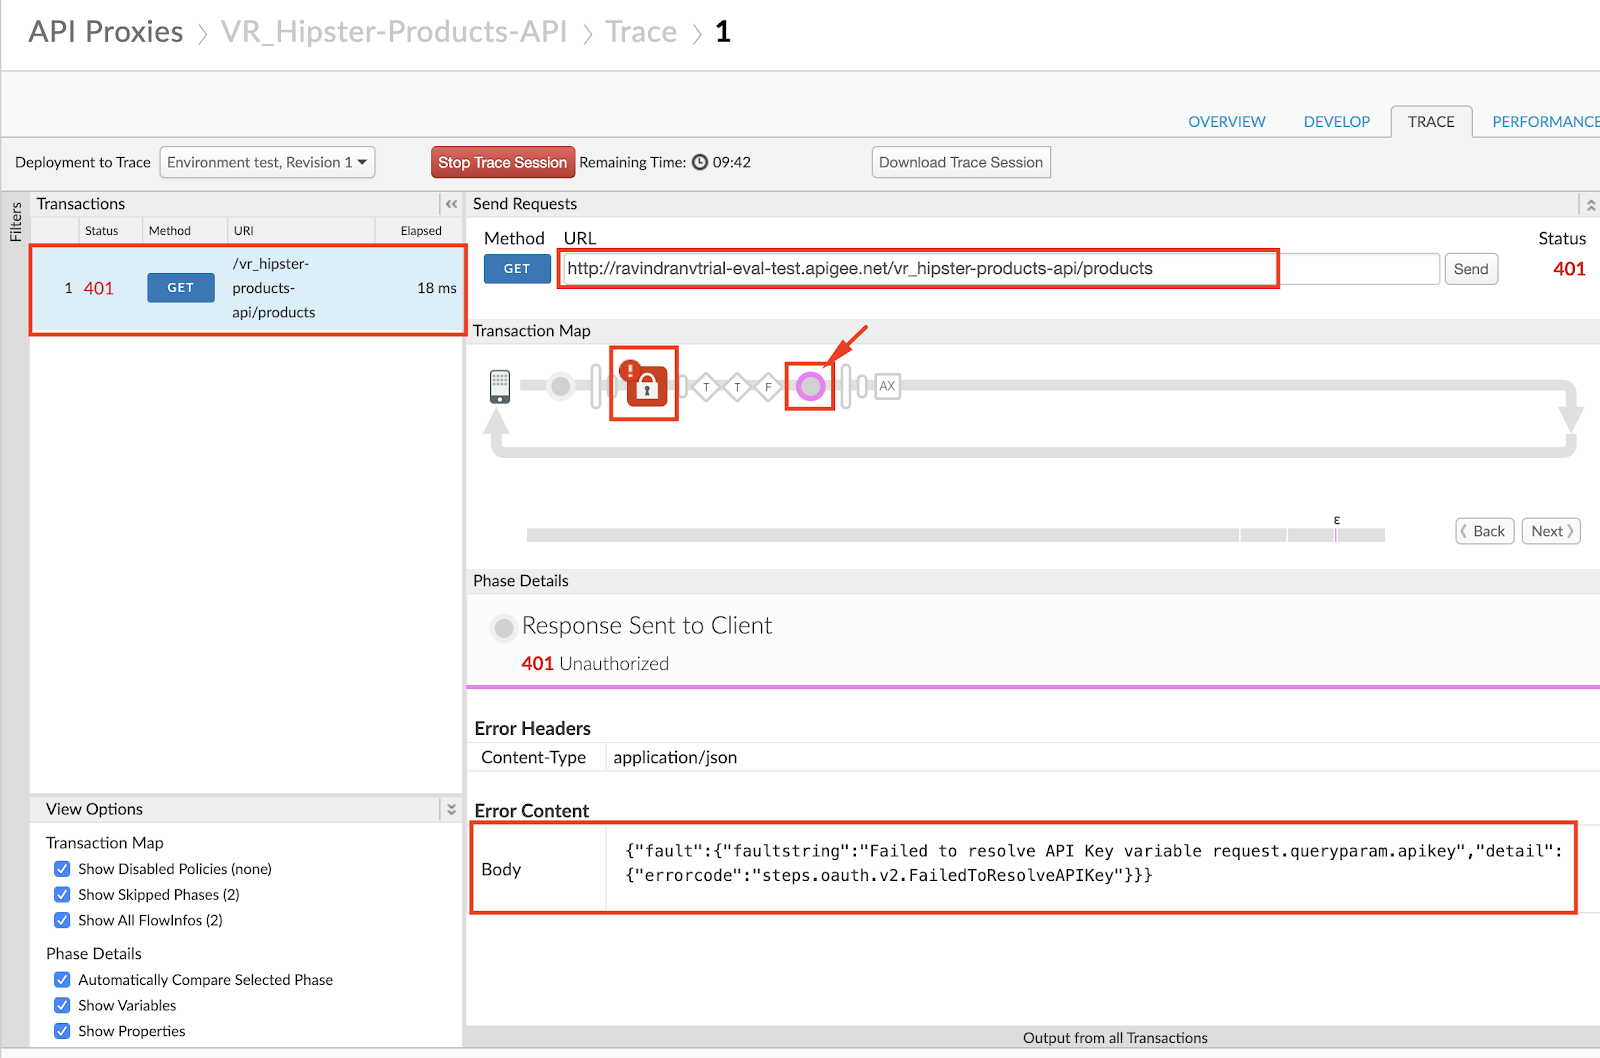 API Proxies > VR_Hipster-Products-API > Trace > 1
OVERVIEW DEVELOP TRACE PERFORMANCE
Deployment to Trace Environment test, Revision 1 Stop Trace Session Remaining Time: 09:42 Download Trace Session
Filters
Transactions
Status Method URI Elapsed
1 401 GET /vr_hipster-
products-
api/products 18 ms
Send Requests
Method URL Status
GET http://ravindranvtrial-eval-test.apigee.net/vr_hipster-products-api/products Send 401
Transaction Map
! T T F AX
ε
Back Next
Phase Details
Response Sent to Client
401 Unauthorized
Error Headers
Content-Type application/json
Error Content
Body {"fault":{"faultstring":"Failed to resolve API Key variable request.queryparam.apikey","detail":
{"errorcode":"steps.oauth.v2.FailedToResolveAPIKey"}}}
View Options
Transaction Map
Show Disabled Policies (none)
Show Skipped Phases (2)
Show All FlowInfos (2)
Phase Details
Automatically Compare Selected Phase
Show Variables
Show Properties
Output from all Transactions